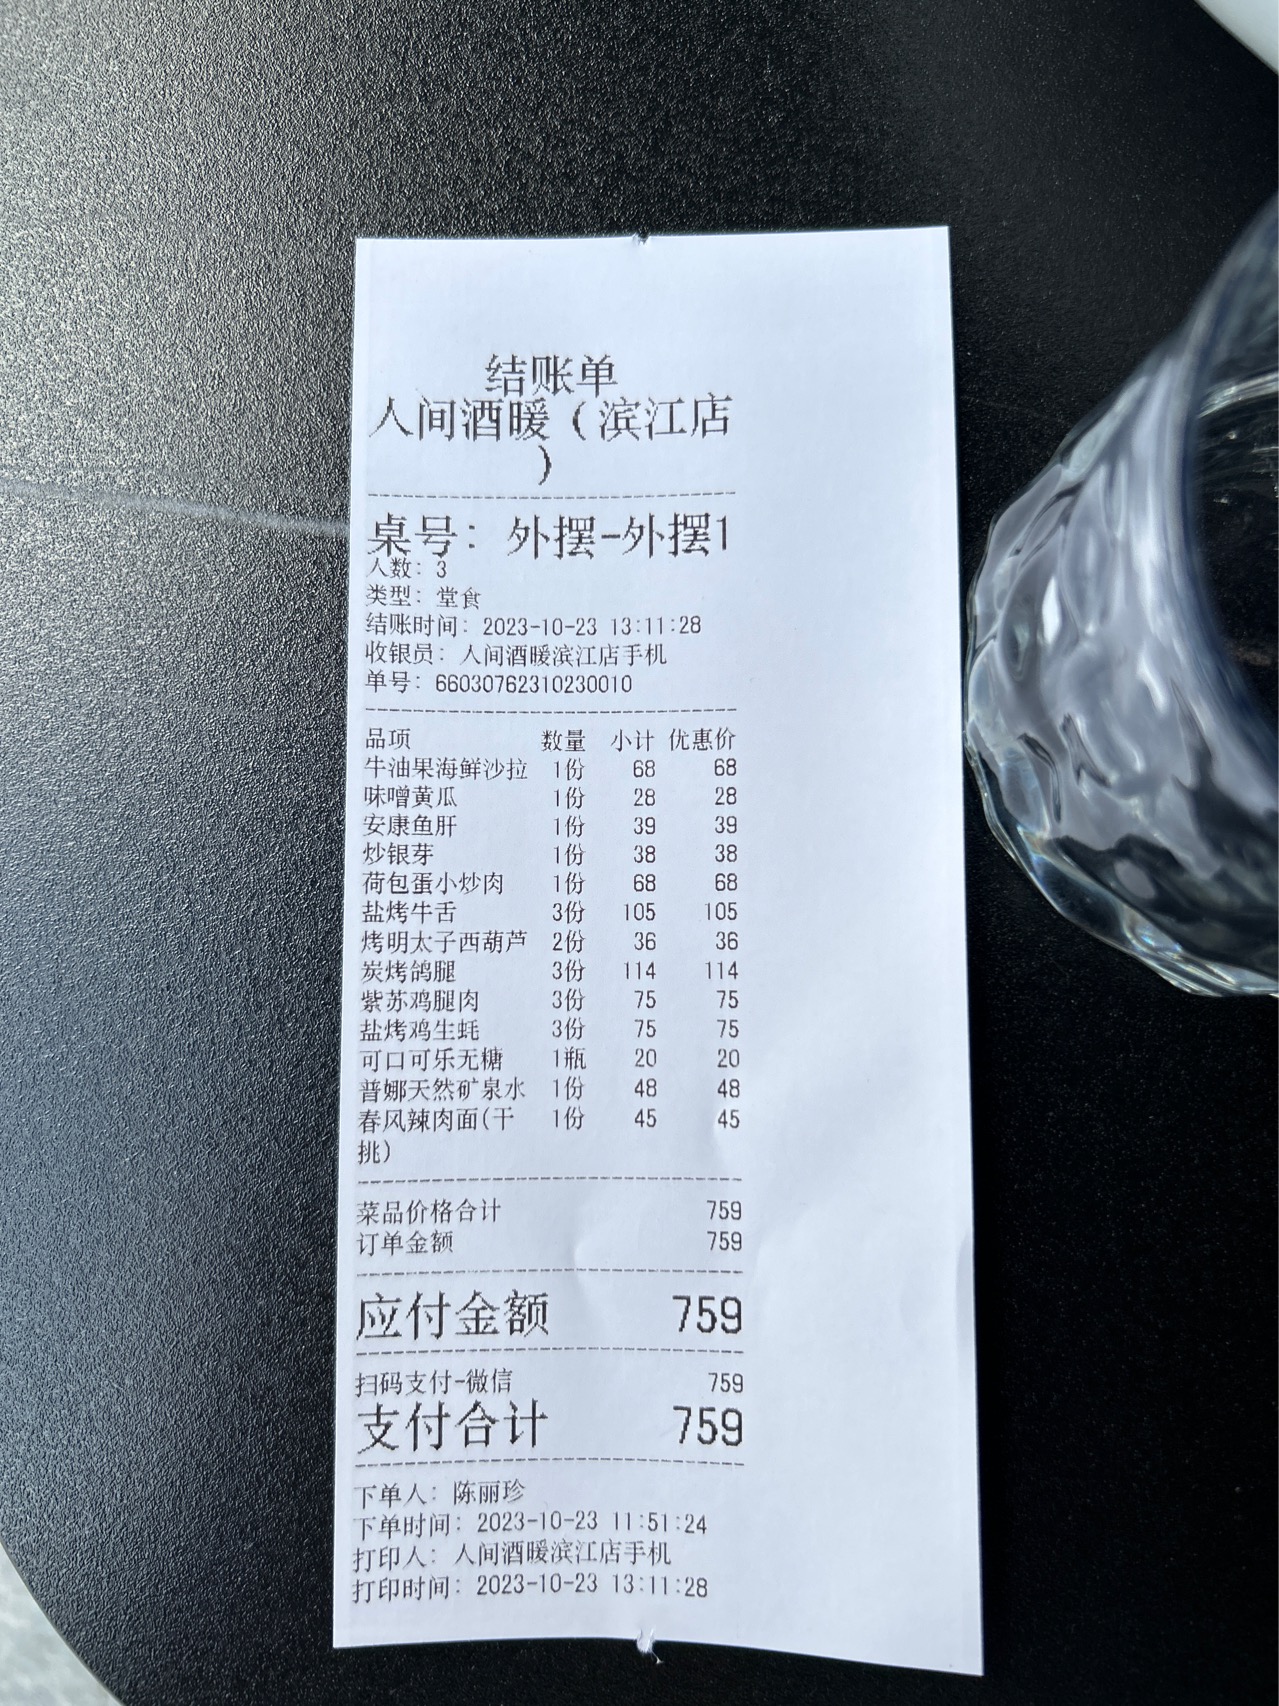 结账单
人间酒暖（滨江店
）
桌号：外摆-外摆1
人数：3
类型：堂食
结账时间：2023-10-23 13:11:28
收银员：人间酒暖滨江店手机
单号：66030762310230010
品项 数量 小计 优惠价
牛油果海鲜沙拉 1份 68 68
味噌黄瓜 1份 28 28
安康鱼肝 1份 39 39
炒银芽 1份 38 38
荷包蛋小炒肉 1份 68 68
盐烤牛舌 3份 105 105
烤明太子西葫芦 2份 36 36
炭烤鸽腿 3份 114 114
紫苏鸡腿肉 3份 75 75
盐烤鸡生蚝 3份 75 75
可口可乐无糖 1瓶 20 20
普娜天然矿泉水 1份 48 48
春风辣肉面(干 1份 45 45
挑)
菜品价格合计 759
订单金额 759
应付金额 759
扫码支付-微信 759
支付合计 759
下单人：陈丽珍
下单时间：2023-10-23 11:51:24
打印人：人间酒暖滨江店手机
打印时间：2023-10-23 13:11:28